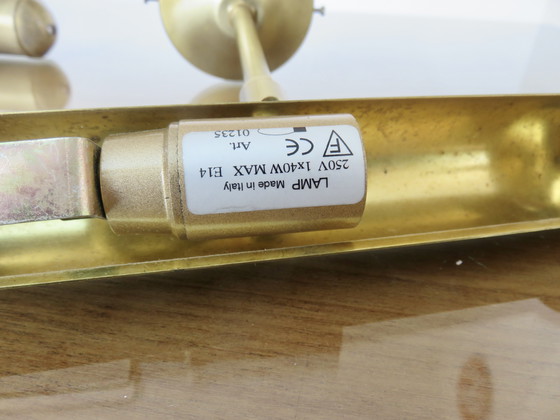 LAMP Made in Italy
250V 1x40W MAX E14
F CE Art.
01235